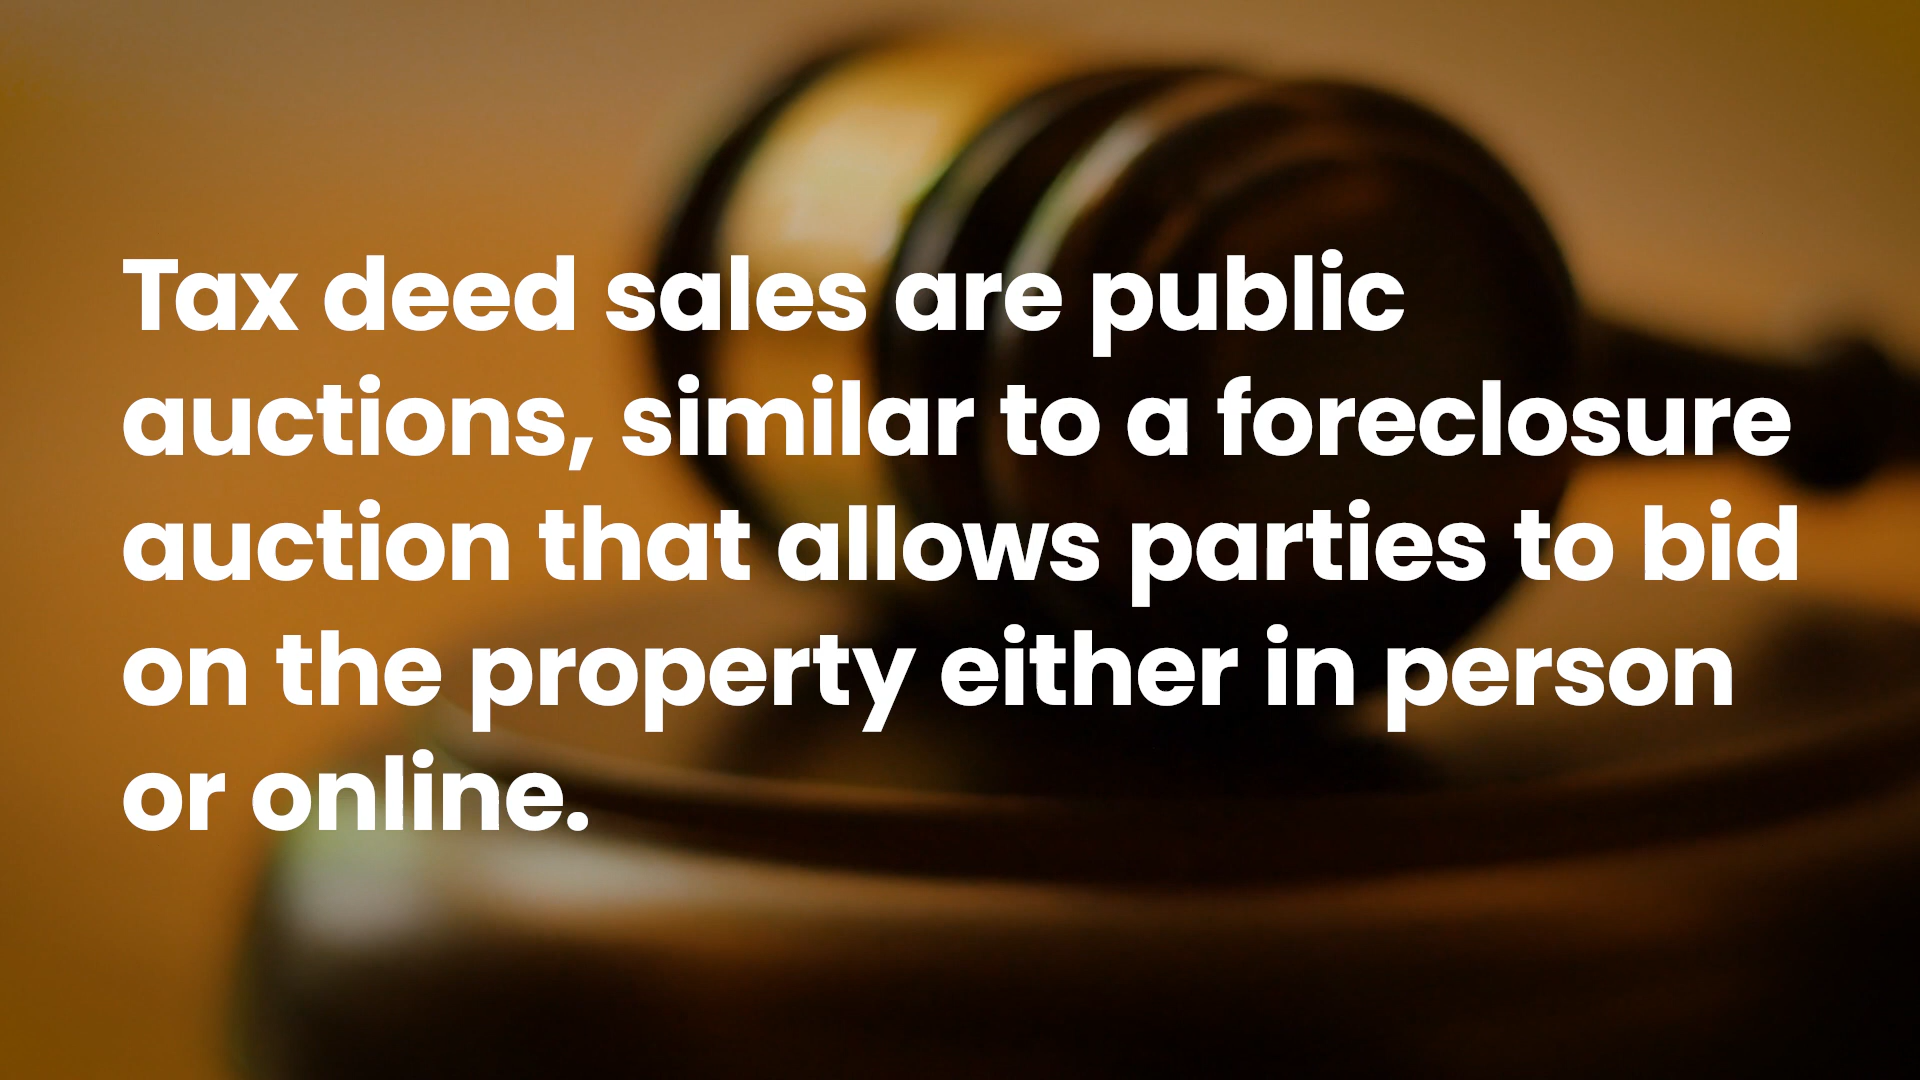 Tax deed sales are public
auctions, similar to a foreclosure
auction that allows parties to bid
on the property either in person
or online.